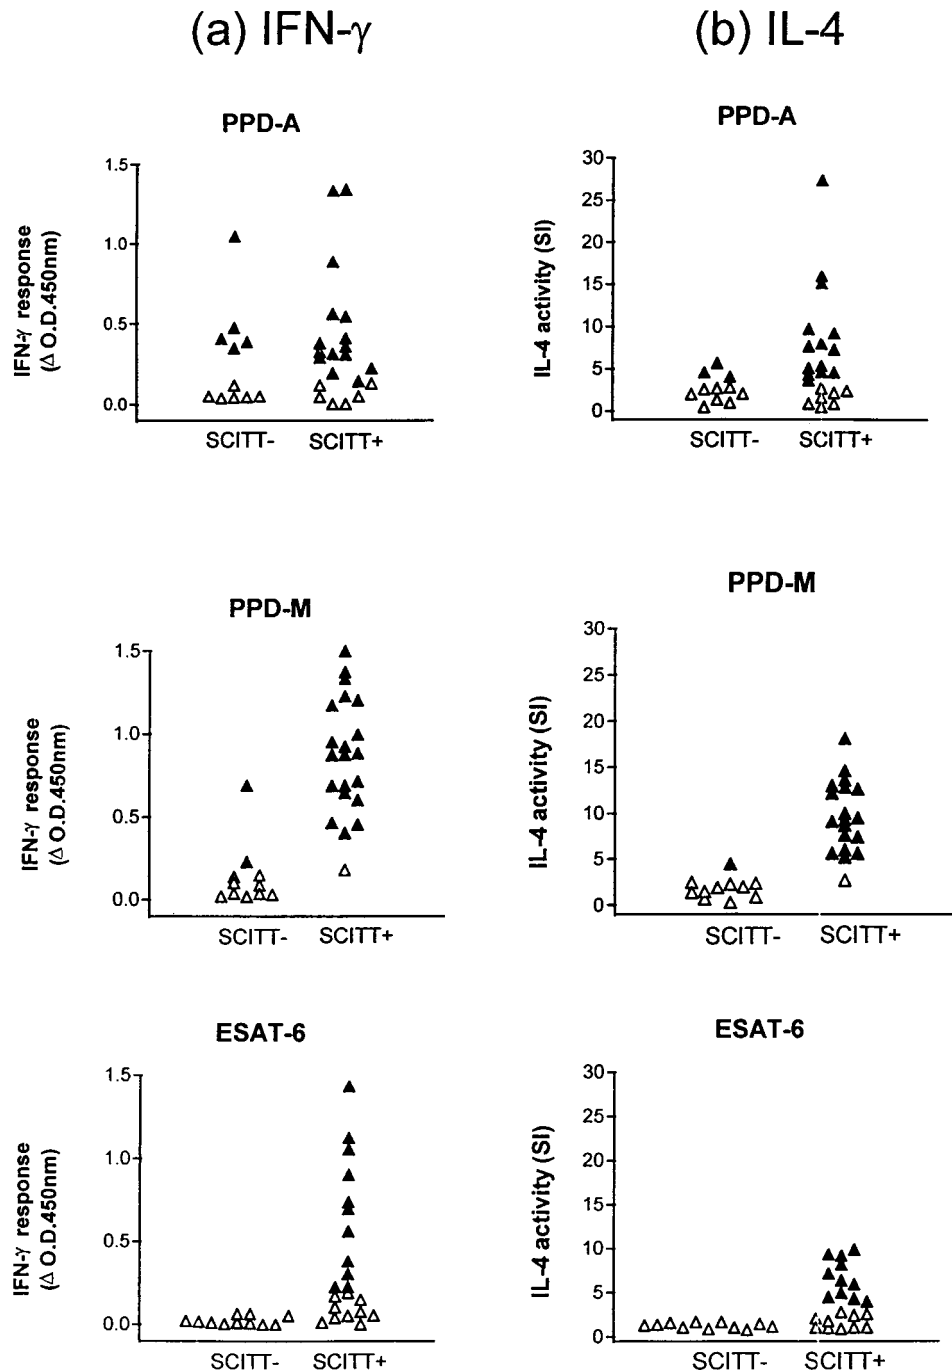 (a) IFN-γ
(b) IL-4
PPD-A
IFN-γ response
(Δ O.D.450nm)
1.5
1.0
0.5
0.0
SCITT- SCITT+
PPD-A
IL-4 activity (SI)
30
25
20
15
10
5
0
SCITT- SCITT+
PPD-M
IFN-γ response
(Δ O.D.450nm)
1.5
1.0
0.5
0.0
SCITT- SCITT+
PPD-M
IL-4 activity (SI)
30
25
20
15
10
5
0
SCITT- SCITT+
ESAT-6
IFN-γ response
(Δ O.D.450nm)
1.5
1.0
0.5
0.0
SCITT- SCITT+
ESAT-6
IL-4 activity (SI)
30
25
20
15
10
5
0
SCITT- SCITT+